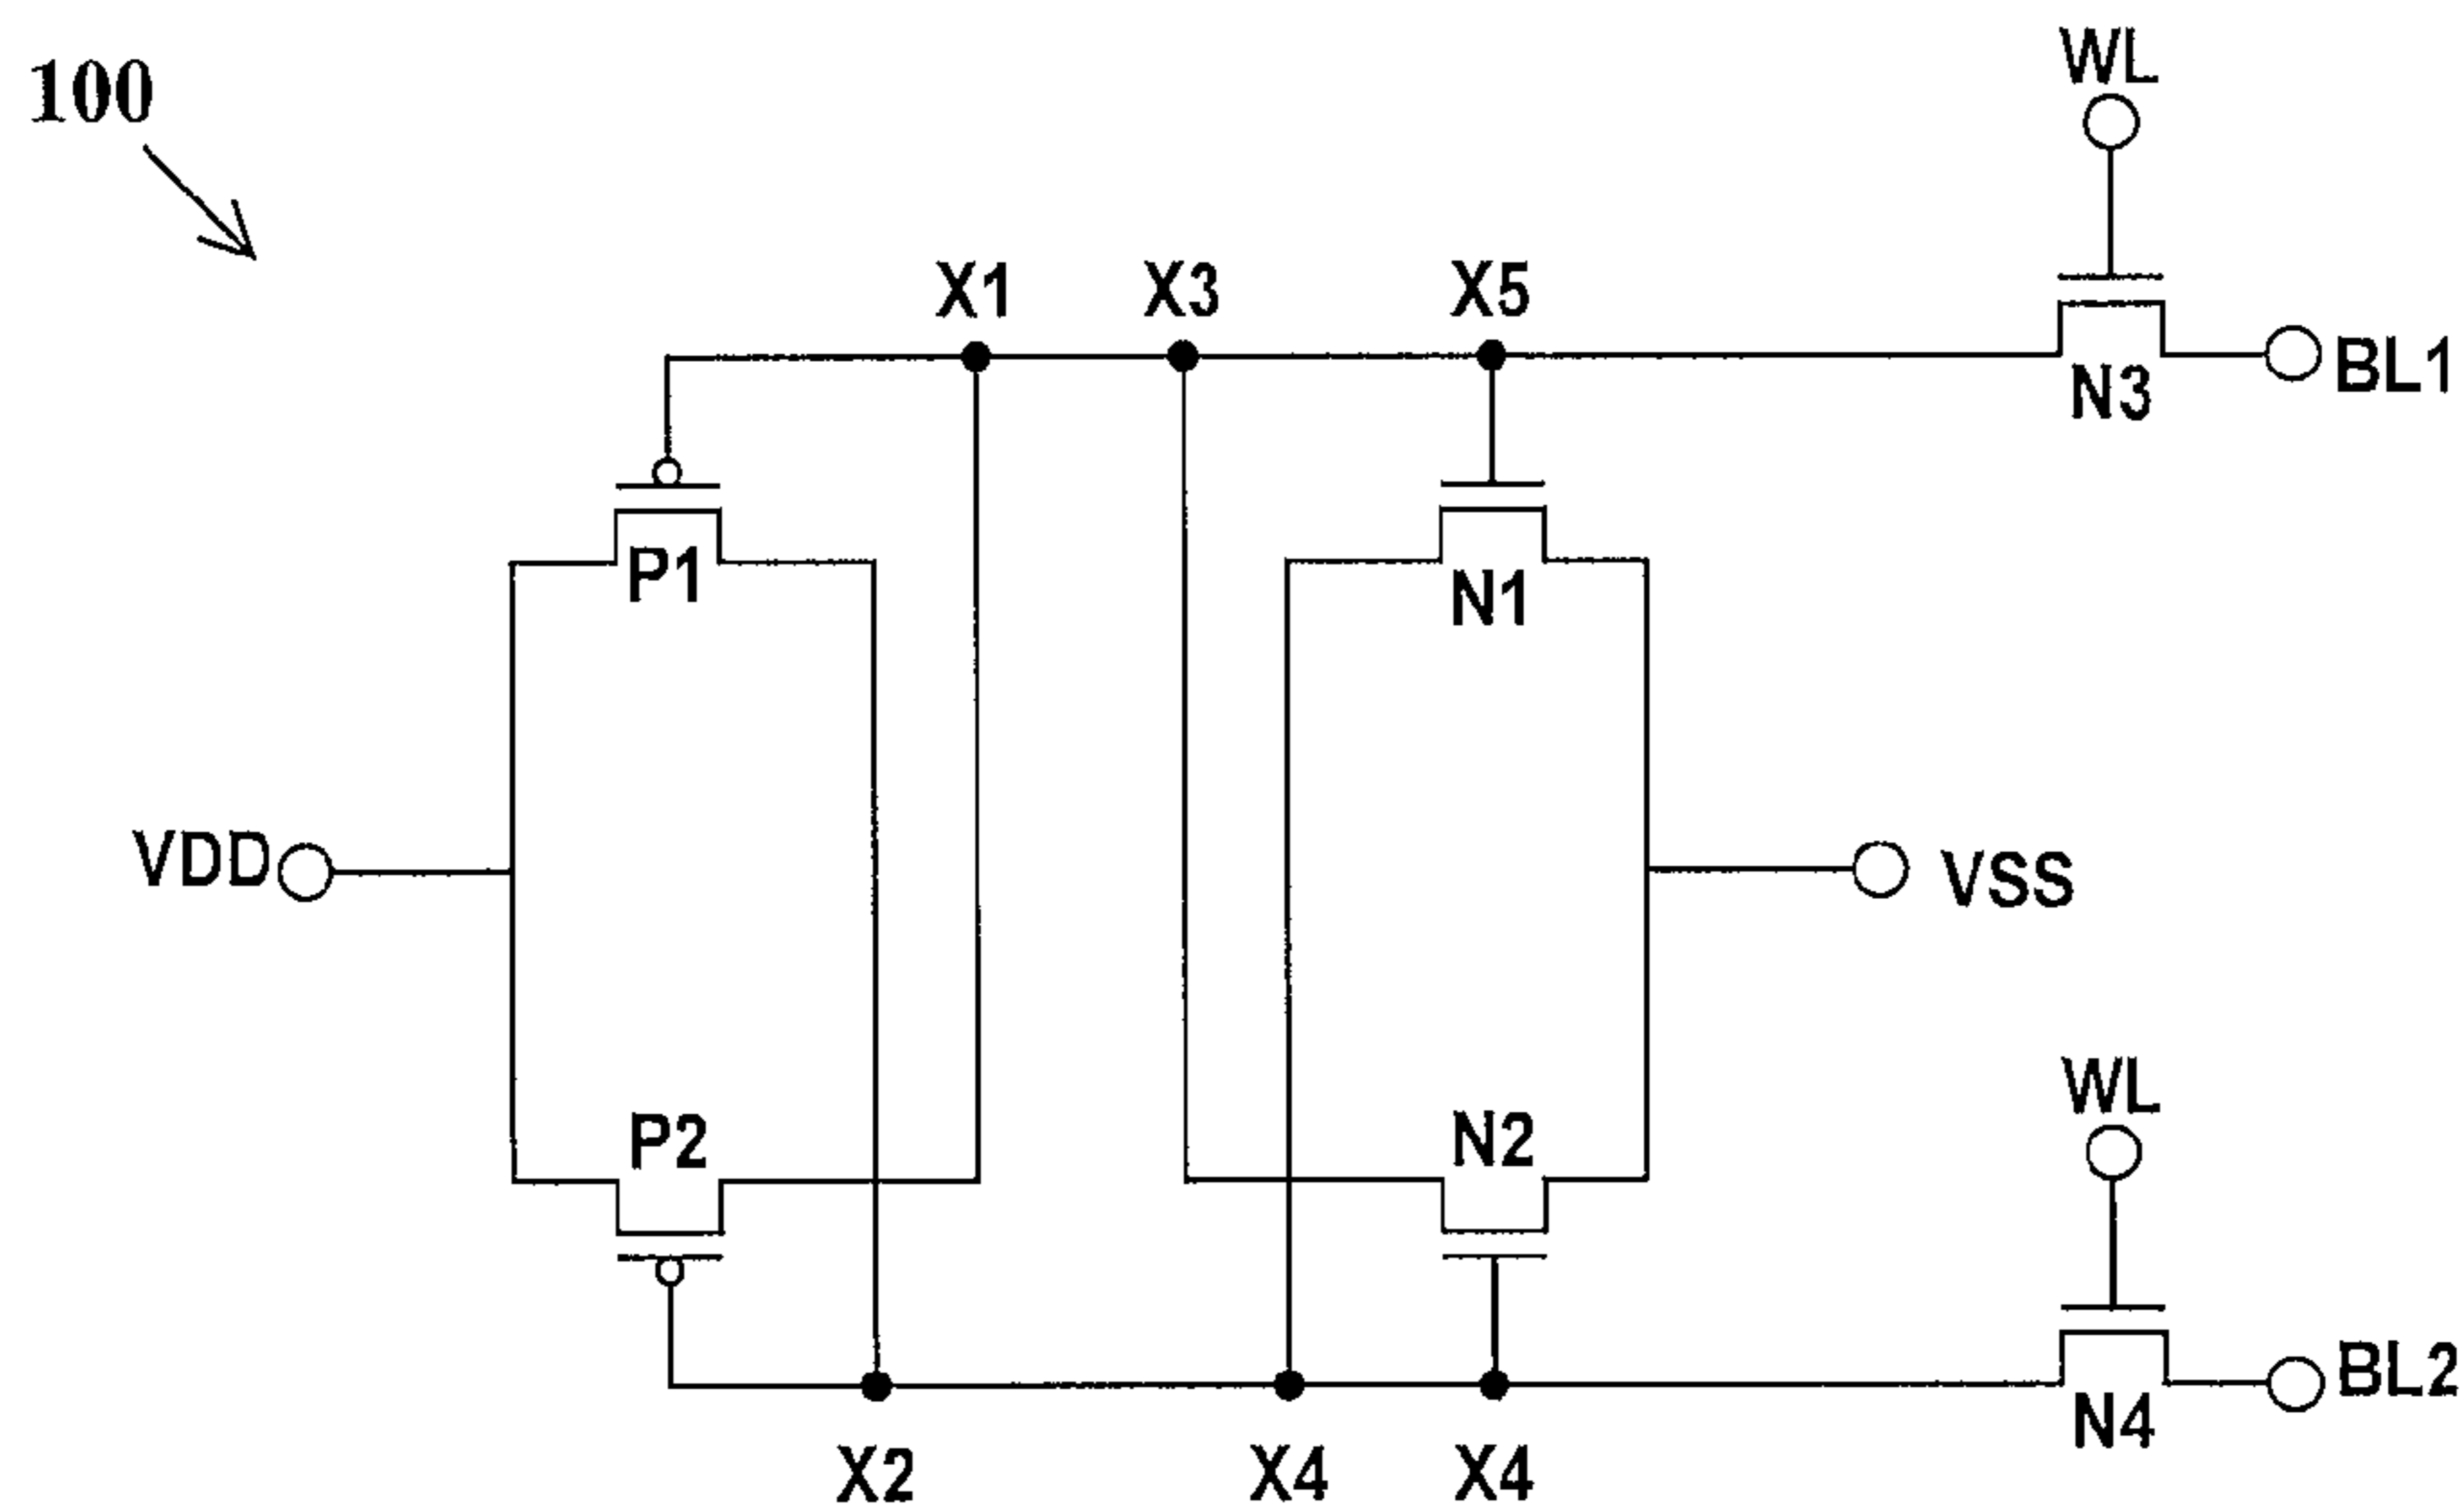 WL
100
X1 X3 X5
BL1
N3
P1
N1
VDD
VSS
WL
P2
N2
BL2
N4
X2 X4 X4